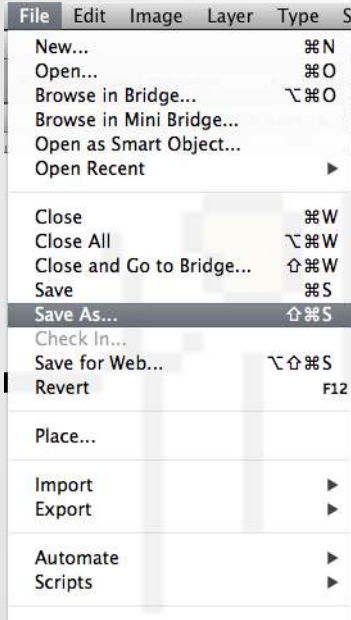 File Edit Image Layer Type S
New... ⌘N
Open... ⌘O
Browse in Bridge... ⌥⌘O
Browse in Mini Bridge...
Open as Smart Object...
Open Recent ▶
Close ⌘W
Close All ⌥⌘W
Close and Go to Bridge... ⇧⌘W
Save ⌘S
Save As... ⇧⌘S
Check In...
Save for Web... ⌥⇧⌘S
Revert F12
Place...
Import ▶
Export ▶
Automate ▶
Scripts ▶